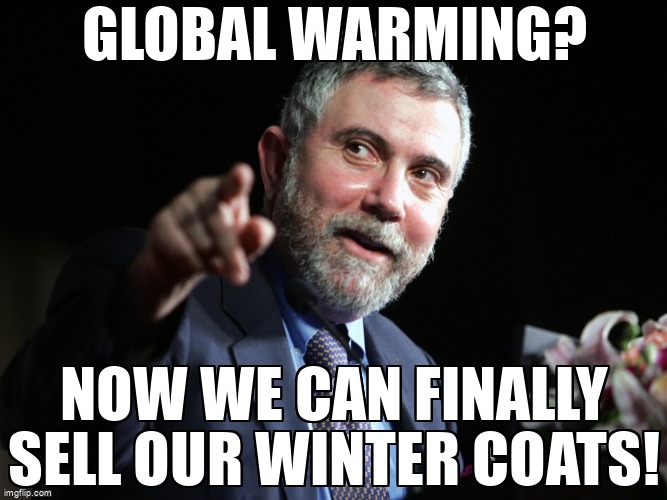 GLOBAL WARMING?
NOW WE CAN FINALLY
SELL OUR WINTER COATS!
imgflip.com